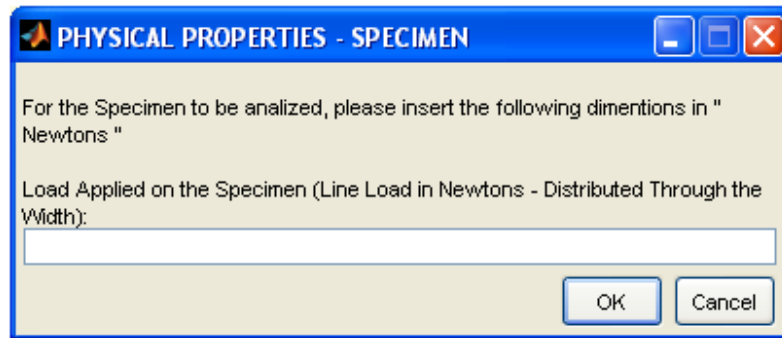 PHYSICAL PROPERTIES - SPECIMEN
For the Specimen to be analized, please insert the following dimentions in "
Newtons "
Load Applied on the Specimen (Line Load in Newtons - Distributed Through the
Width):
OK
Cancel